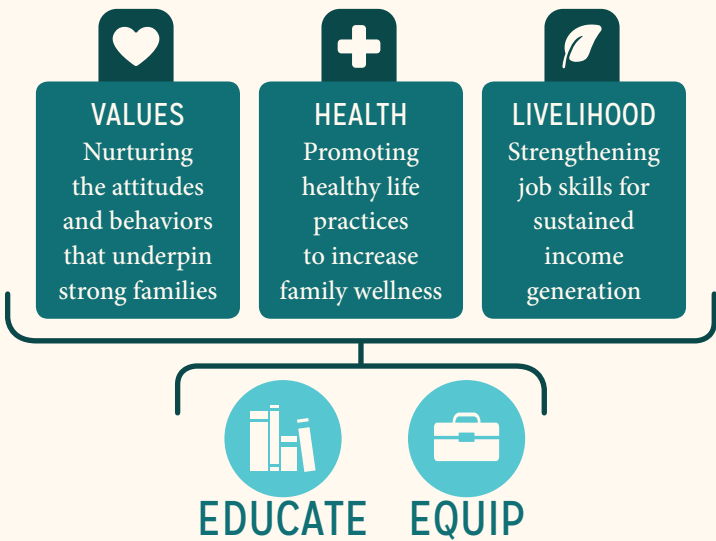 VALUES
Nurturing
the attitudes
and behaviors
that underpin
strong families
HEALTH
Promoting
healthy life
practices
to increase
family wellness
LIVELIHOOD
Strengthening
job skills for
sustained
income
generation
EDUCATE
EQUIP